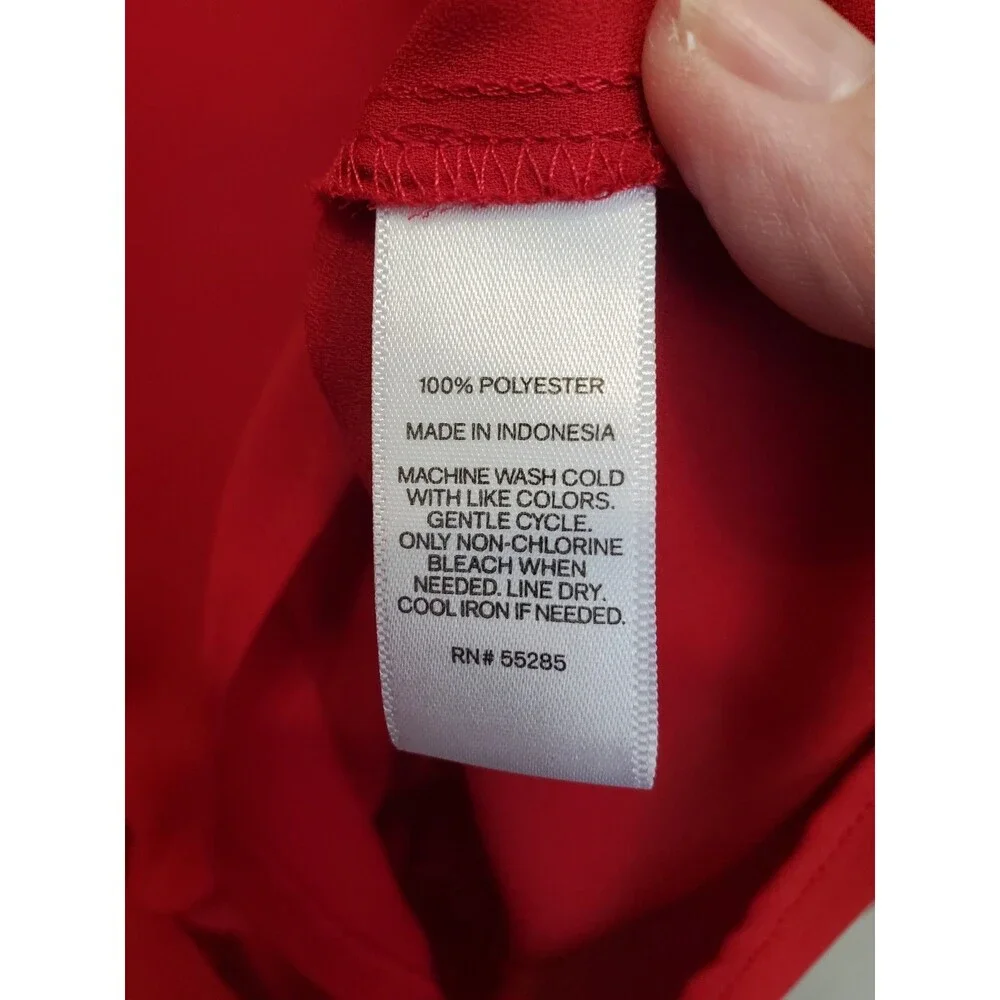 100% POLYESTER
MADE IN INDONESIA
MACHINE WASH COLD
WITH LIKE COLORS.
GENTLE CYCLE.
ONLY NON-CHLORINE
BLEACH WHEN
NEEDED. LINE DRY.
COOL IRON IF NEEDED.
RN# 55285